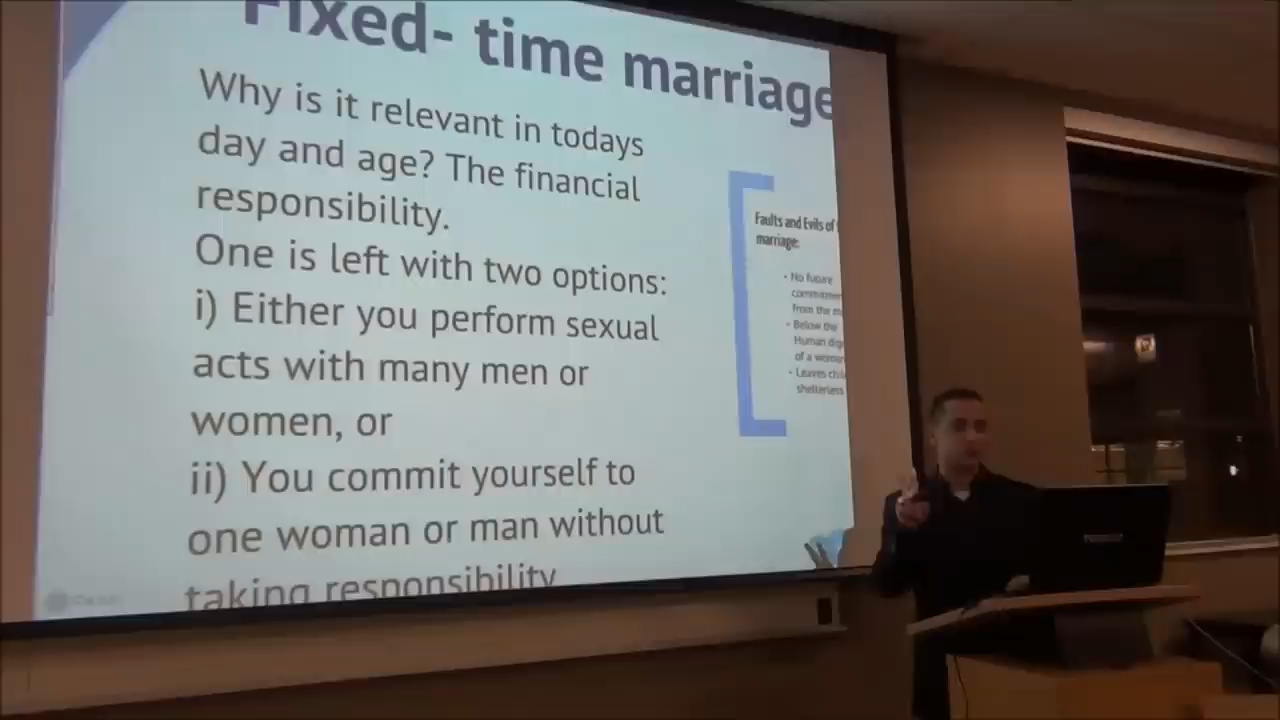 Fixed- time marriage
Why is it relevant in todays
day and age? The financial
responsibility.
One is left with two options:
i) Either you perform sexual
acts with many men or
women, or
ii) You commit yourself to
one woman or man without
taking responsibility
Faults and Evils of
marriage:
• No future
commitmen
from the m
• Below the
Human dig
of a woman
• Leaves chil
shelterless